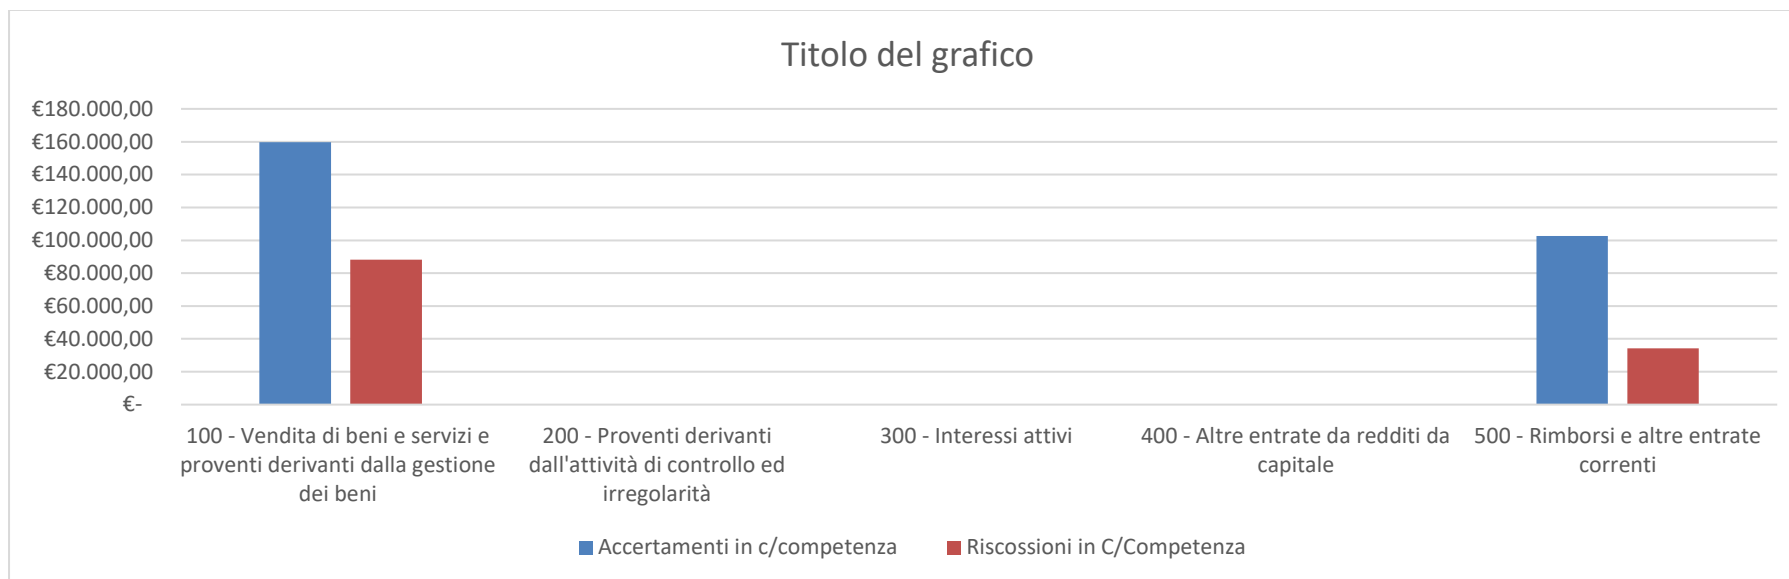 Titolo del grafico
€180.000,00
€160.000,00
€140.000,00
€120.000,00
€100.000,00
€80.000,00
€60.000,00
€40.000,00
€20.000,00
€-
100 - Vendita di beni e servizi e
proventi derivanti dalla gestione
dei beni
200 - Proventi derivanti
dall'attività di controllo ed
irregolarità
300 - Interessi attivi
400 - Altre entrate da redditi da
capitale
500 - Rimborsi e altre entrate
correnti
Accertamenti in c/competenza
Riscossioni in C/Competenza